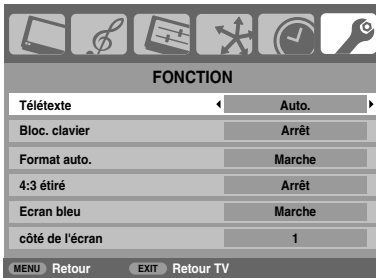 FONCTION
Télétexte Auto.
Bloc. clavier Arrêt
Format auto. Marche
4:3 étiré Arrêt
Ecran bleu Marche
côté de l'écran 1
MENU Retour EXIT Retour TV